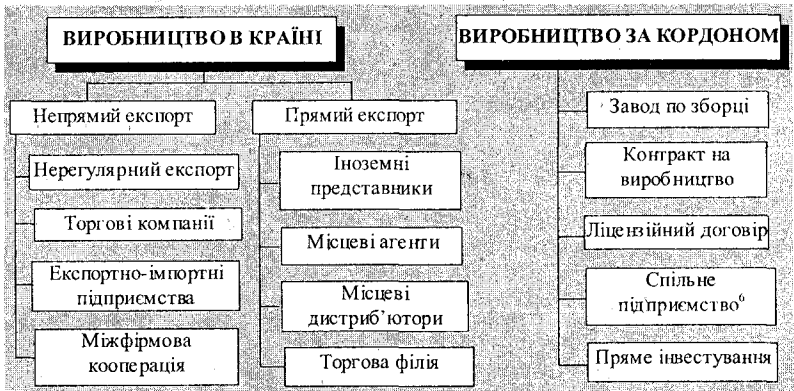 ВИРОБНИЦТВО В КРАЇНІ
Непрямий експорт
Нерегулярний експорт
Торгові компанії
Експортно-імпортні
підприємства
Міжфірмова
кооперація
Прямий експорт
Іноземні
представники
Місцеві агенти
Місцеві
дистриб’ютори
Торгова філія
ВИРОБНИЦТВО ЗА КОРДОНОМ
Завод по зборці
Контракт на
виробництво
Ліцензійний договір
Спільне
підприємство⁶
Пряме інвестування